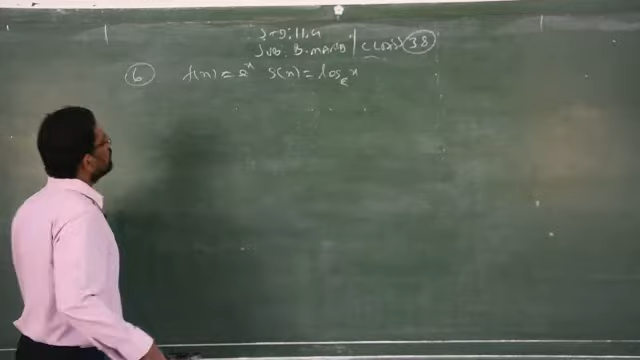 Sub: B. Maths | Class 38
6 f(x) = e^x g(x) = log_e x